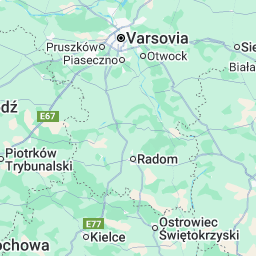 Varsovia
Pruszków
Piaseczno
Otwock
Sie
Biała
dź
E67
Piotrków
Trybunalski
Radom
E77
Kielce
Ostrowiec
Świętokrzyski
ochowa